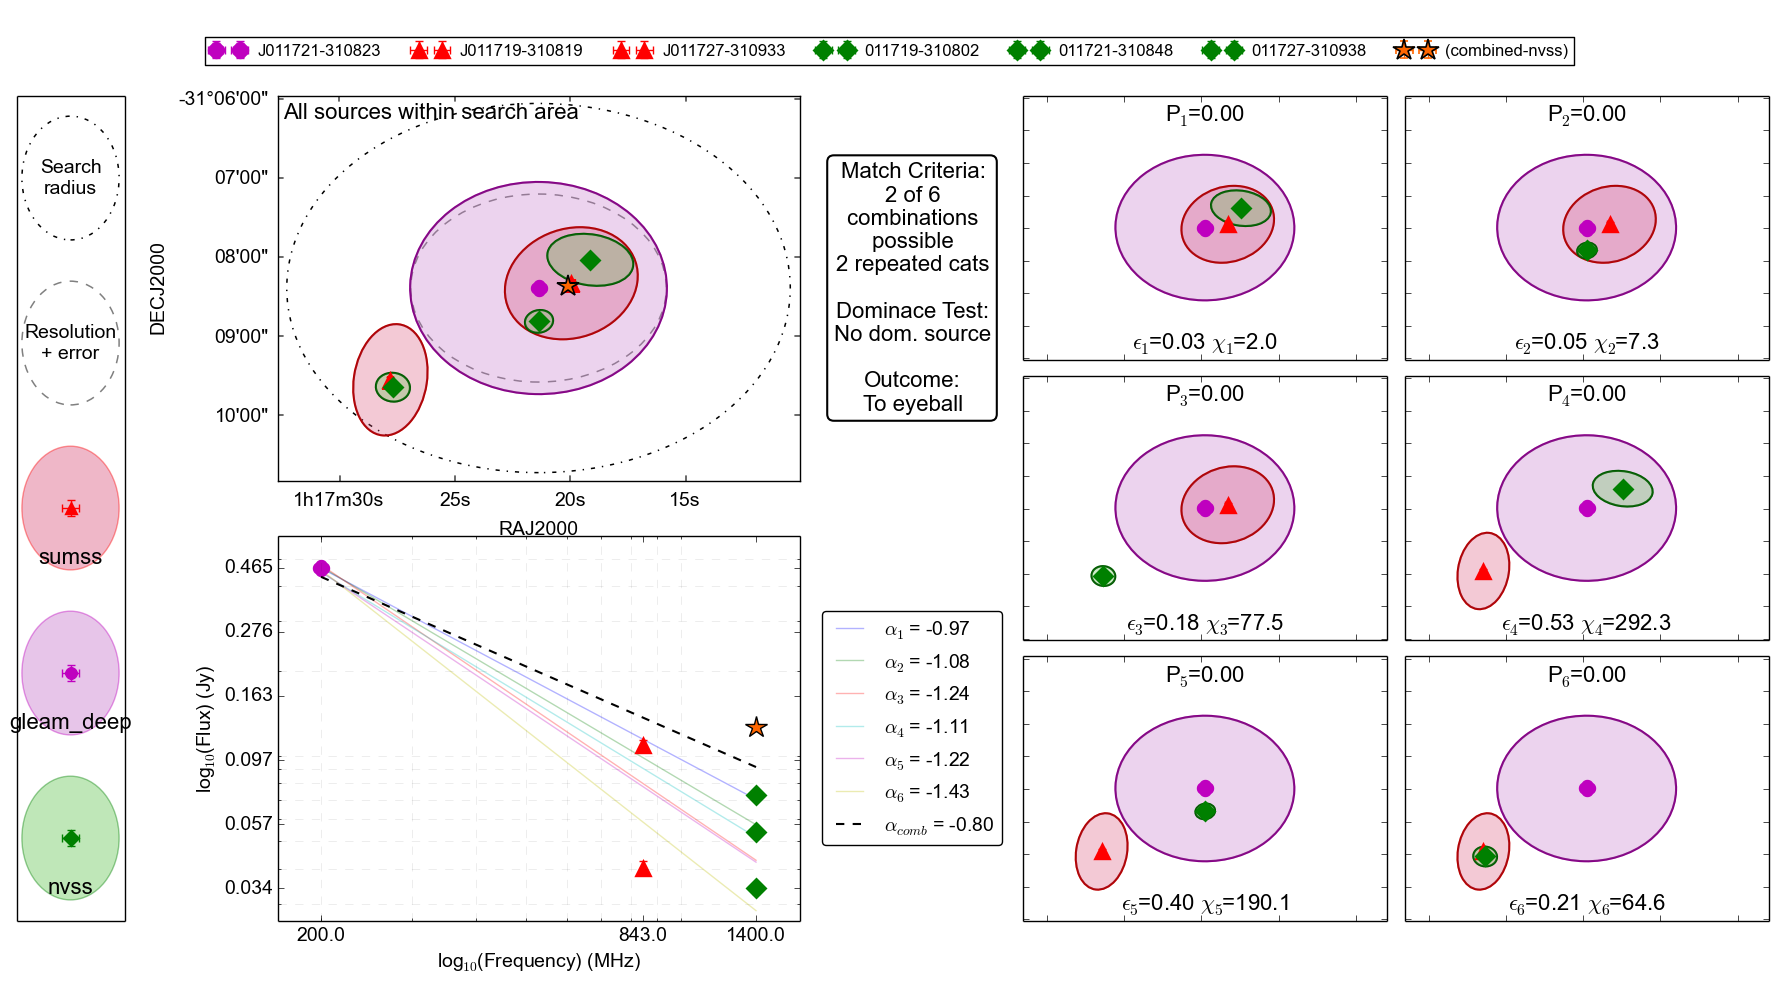 J011721-310823 J011719-310819 J011727-310933 011719-310802 011721-310848 011727-310938 (combined-nvss)
Search
radius
Resolution
+ error
sumss
gleam_deep
nvss
All sources within search area
-31°06'00"
07'00"
08'00"
09'00"
10'00"
DECJ2000
1h17m30s 25s 20s 15s
RAJ2000
Match Criteria:
2 of 6
combinations
possible
2 repeated cats
Dominace Test:
No dom. source
Outcome:
To eyeball
0.465
0.276
0.163
0.097
0.057
0.034
log10(Flux) (Jy)
200.0 843.0 1400.0
log10(Frequency) (MHz)
α1 = -0.97
α2 = -1.08
α3 = -1.24
α4 = -1.11
α5 = -1.22
α6 = -1.43
αcomb = -0.80
P1=0.00
ϵ1=0.03 χ1=2.0
P2=0.00
ϵ2=0.05 χ2=7.3
P3=0.00
ϵ3=0.18 χ3=77.5
P4=0.00
ϵ4=0.53 χ4=292.3
P5=0.00
ϵ5=0.40 χ5=190.1
P6=0.00
ϵ6=0.21 χ6=64.6